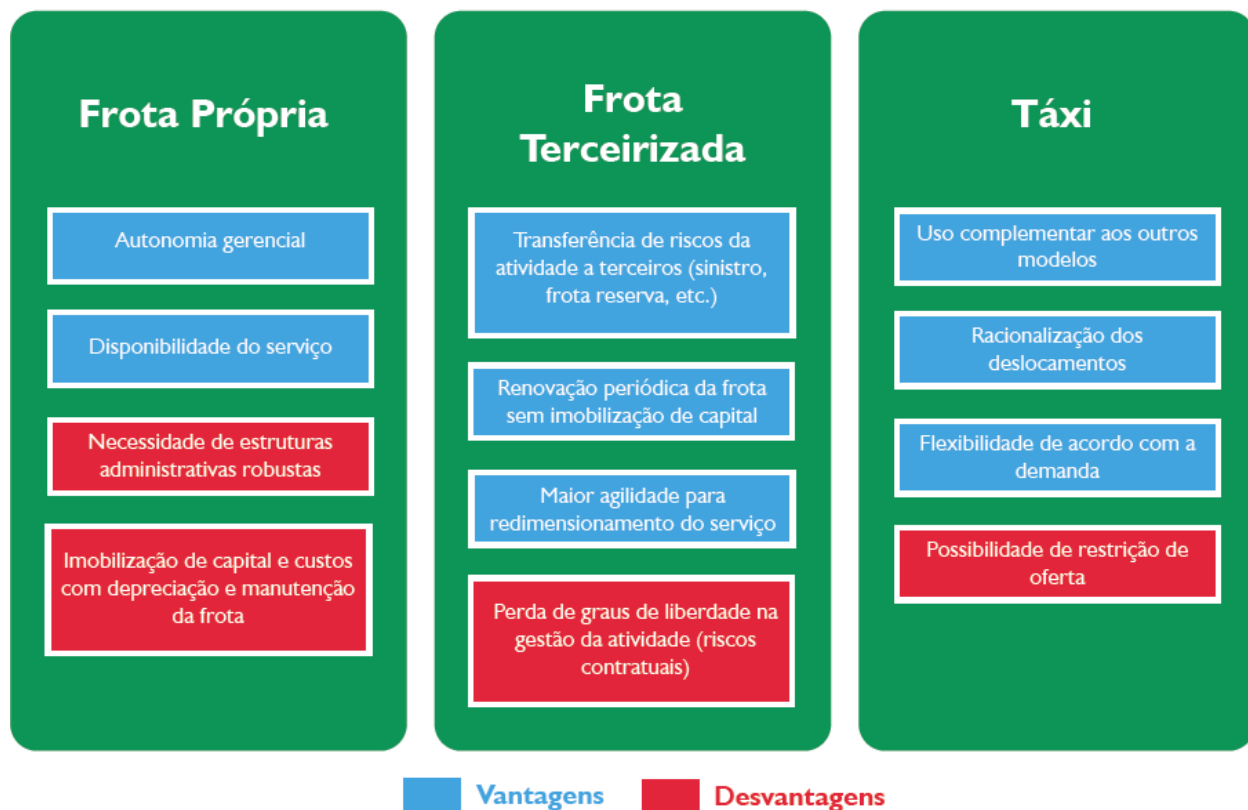 Frota Própria
Autonomia gerencial
Disponibilidade do serviço
Necessidade de estruturas
administrativas robustas
Imobilização de capital e custos
com depreciação e manutenção
da frota
Frota
Terceirizada
Transferência de riscos da
atividade a terceiros (sinistro,
frota reserva, etc.)
Renovação periódica da frota
sem imobilização de capital
Maior agilidade para
redimensionamento do serviço
Perda de graus de liberdade na
gestão da atividade (riscos
contratuais)
Táxi
Uso complementar aos outros
modelos
Racionalização dos
deslocamentos
Flexibilidade de acordo com a
demanda
Possibilidade de restrição de
oferta
Vantagens
Desvantagens